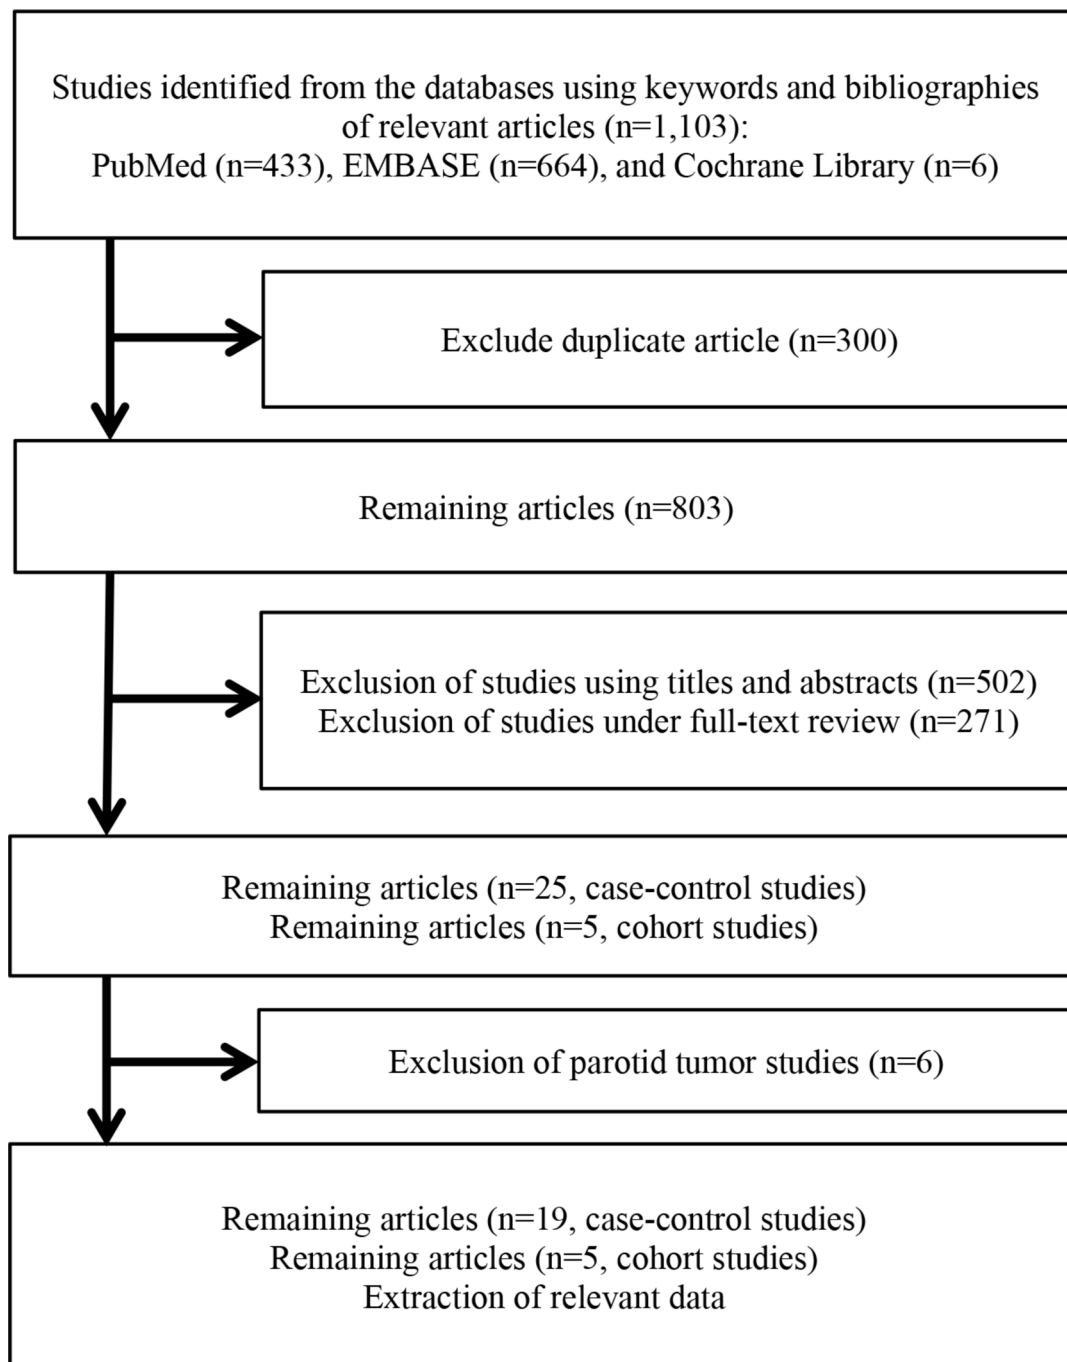 Studies identified from the databases using keywords and bibliographies
of relevant articles (n=1,103):
PubMed (n=433), EMBASE (n=664), and Cochrane Library (n=6)
Exclude duplicate article (n=300)
Remaining articles (n=803)
Exclusion of studies using titles and abstracts (n=502)
Exclusion of studies under full-text review (n=271)
Remaining articles (n=25, case-control studies)
Remaining articles (n=5, cohort studies)
Exclusion of parotid tumor studies (n=6)
Remaining articles (n=19, case-control studies)
Remaining articles (n=5, cohort studies)
Extraction of relevant data